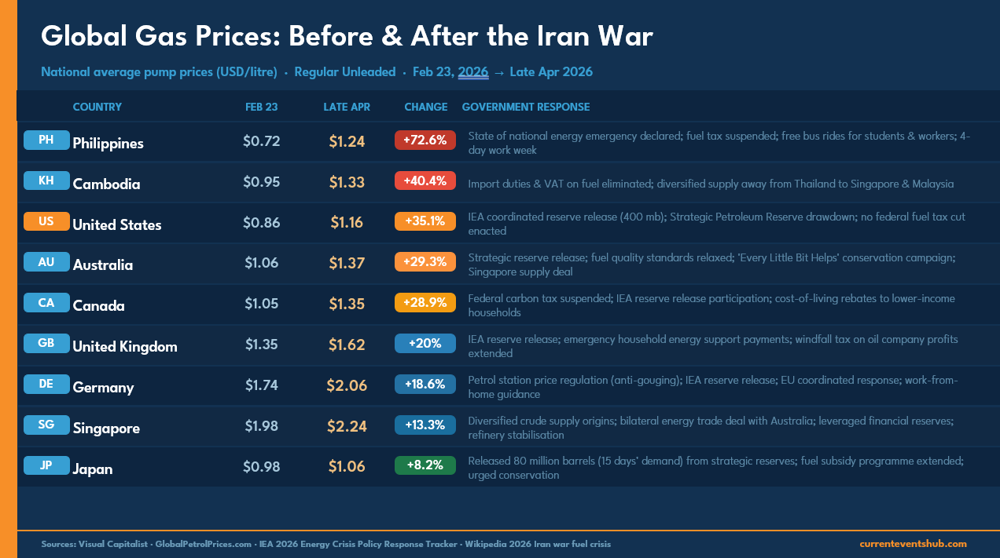 Global Gas Prices: Before & After the Iran War
National average pump prices (USD/litre) · Regular Unleaded · Feb 23, 2026 → Late Apr 2026
COUNTRY FEB 23 LATE APR CHANGE GOVERNMENT RESPONSE
PH Philippines $0.72 $1.24 +72.6% State of national energy emergency declared; fuel tax suspended; free bus rides for students & workers; 4-
day work week
KH Cambodia $0.95 $1.33 +40.4% Import duties & VAT on fuel eliminated; diversified supply away from Thailand to Singapore & Malaysia
US United States $0.86 $1.16 +35.1% IEA coordinated reserve release (400 mb); Strategic Petroleum Reserve drawdown; no federal fuel tax cut
enacted
AU Australia $1.06 $1.37 +29.3% Strategic reserve release; fuel quality standards relaxed; 'Every Little Bit Helps' conservation campaign;
Singapore supply deal
CA Canada $1.05 $1.35 +28.9% Federal carbon tax suspended; IEA reserve release participation; cost-of-living rebates to lower-income
households
GB United Kingdom $1.35 $1.62 +20% IEA reserve release; emergency household energy support payments; windfall tax on oil company profits
extended
DE Germany $1.74 $2.06 +18.6% Petrol station price regulation (anti-gouging); IEA reserve release; EU coordinated response; work-from-
home guidance
SG Singapore $1.98 $2.24 +13.3% Diversified crude supply origins; bilateral energy trade deal with Australia; leveraged financial reserves;
refinery stabilisation
JP Japan $0.98 $1.06 +8.2% Released 80 million barrels (15 days' demand) from strategic reserves; fuel subsidy programme extended;
urged conservation
Sources: Visual Capitalist · GlobalPetrolPrices.com · IEA 2026 Energy Crisis Policy Response Tracker · Wikipedia 2026 Iran war fuel crisis
currenteventshub.com